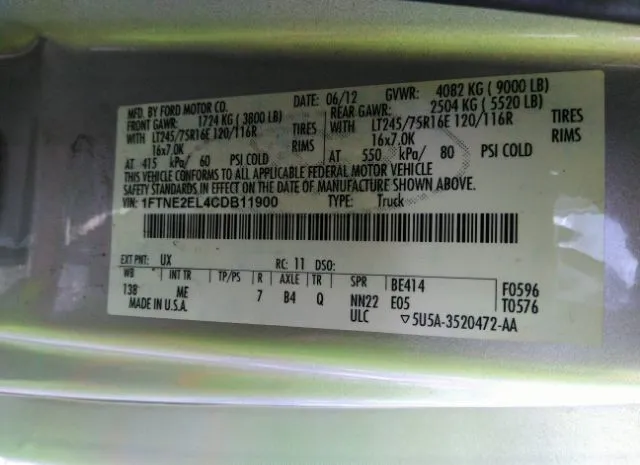 MFD. BY FORD MOTOR CO. DATE: 06/12 GVWR: 4082 KG ( 9000 LB)
FRONT GAWR: 1724 KG ( 3800 LB) REAR GAWR: 2504 KG ( 5520 LB)
WITH LT245/75R16E 120/116R TIRES WITH LT245/75R16E 120/116R TIRES
16x7.0K RIMS 16x7.0K RIMS
AT 415 kPa/ 60 PSI COLD AT 550 kPa/ 80 PSI COLD
THIS VEHICLE CONFORMS TO ALL APPLICABLE FEDERAL MOTOR VEHICLE
SAFETY STANDARDS IN EFFECT ON THE DATE OF MANUFACTURE SHOWN ABOVE.
VIN: 1FTNE2EL4CDB11900 TYPE: Truck
EXT PNT: UX RC: 11 DSO:
WB INT TR TP/PS R AXLE TR SPR BE414 F0596
138 ME 7 B4 Q NN22 E05 T0576
MADE IN U.S.A. ULC ▽5U5A-3520472-AA